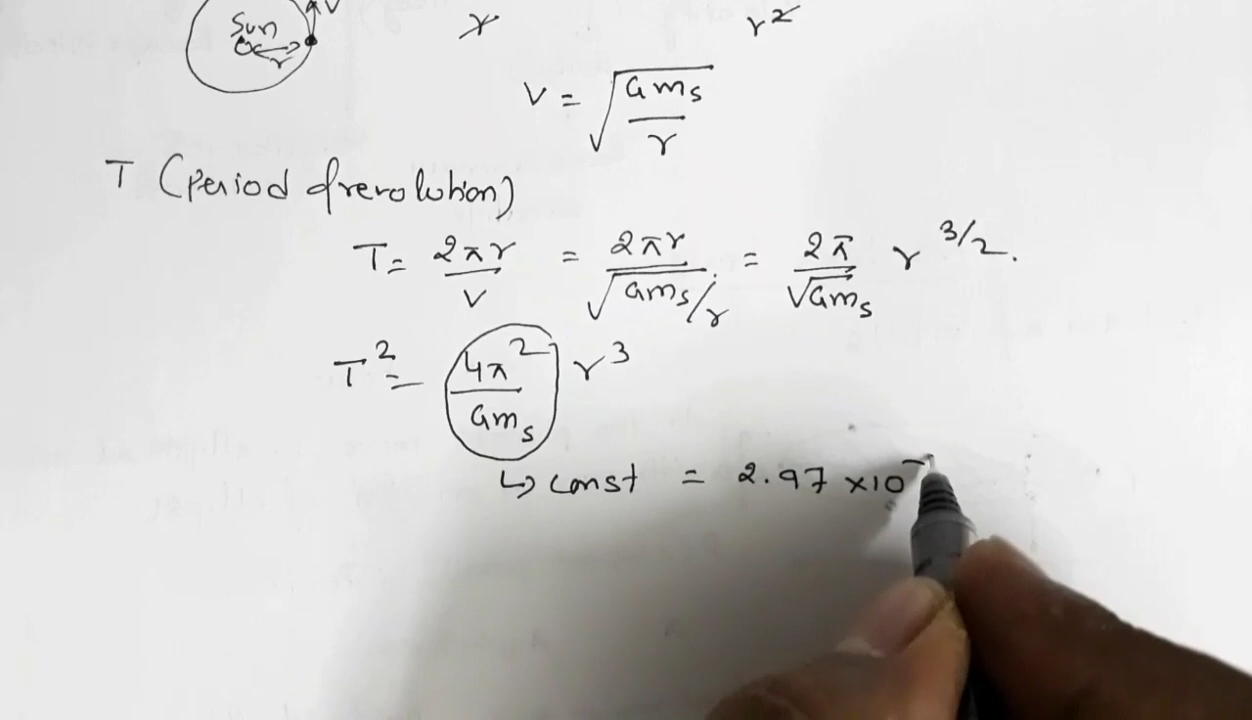 Sun V
r
r r²
V = √(Gms/r)
T (Period of revolution)
T = 2πr/V = 2πr/√(Gms/r) = 2π/√Gms r^3/2.
T² = 4π²/Gms r³
↳ const = 2.97 ×10⁻